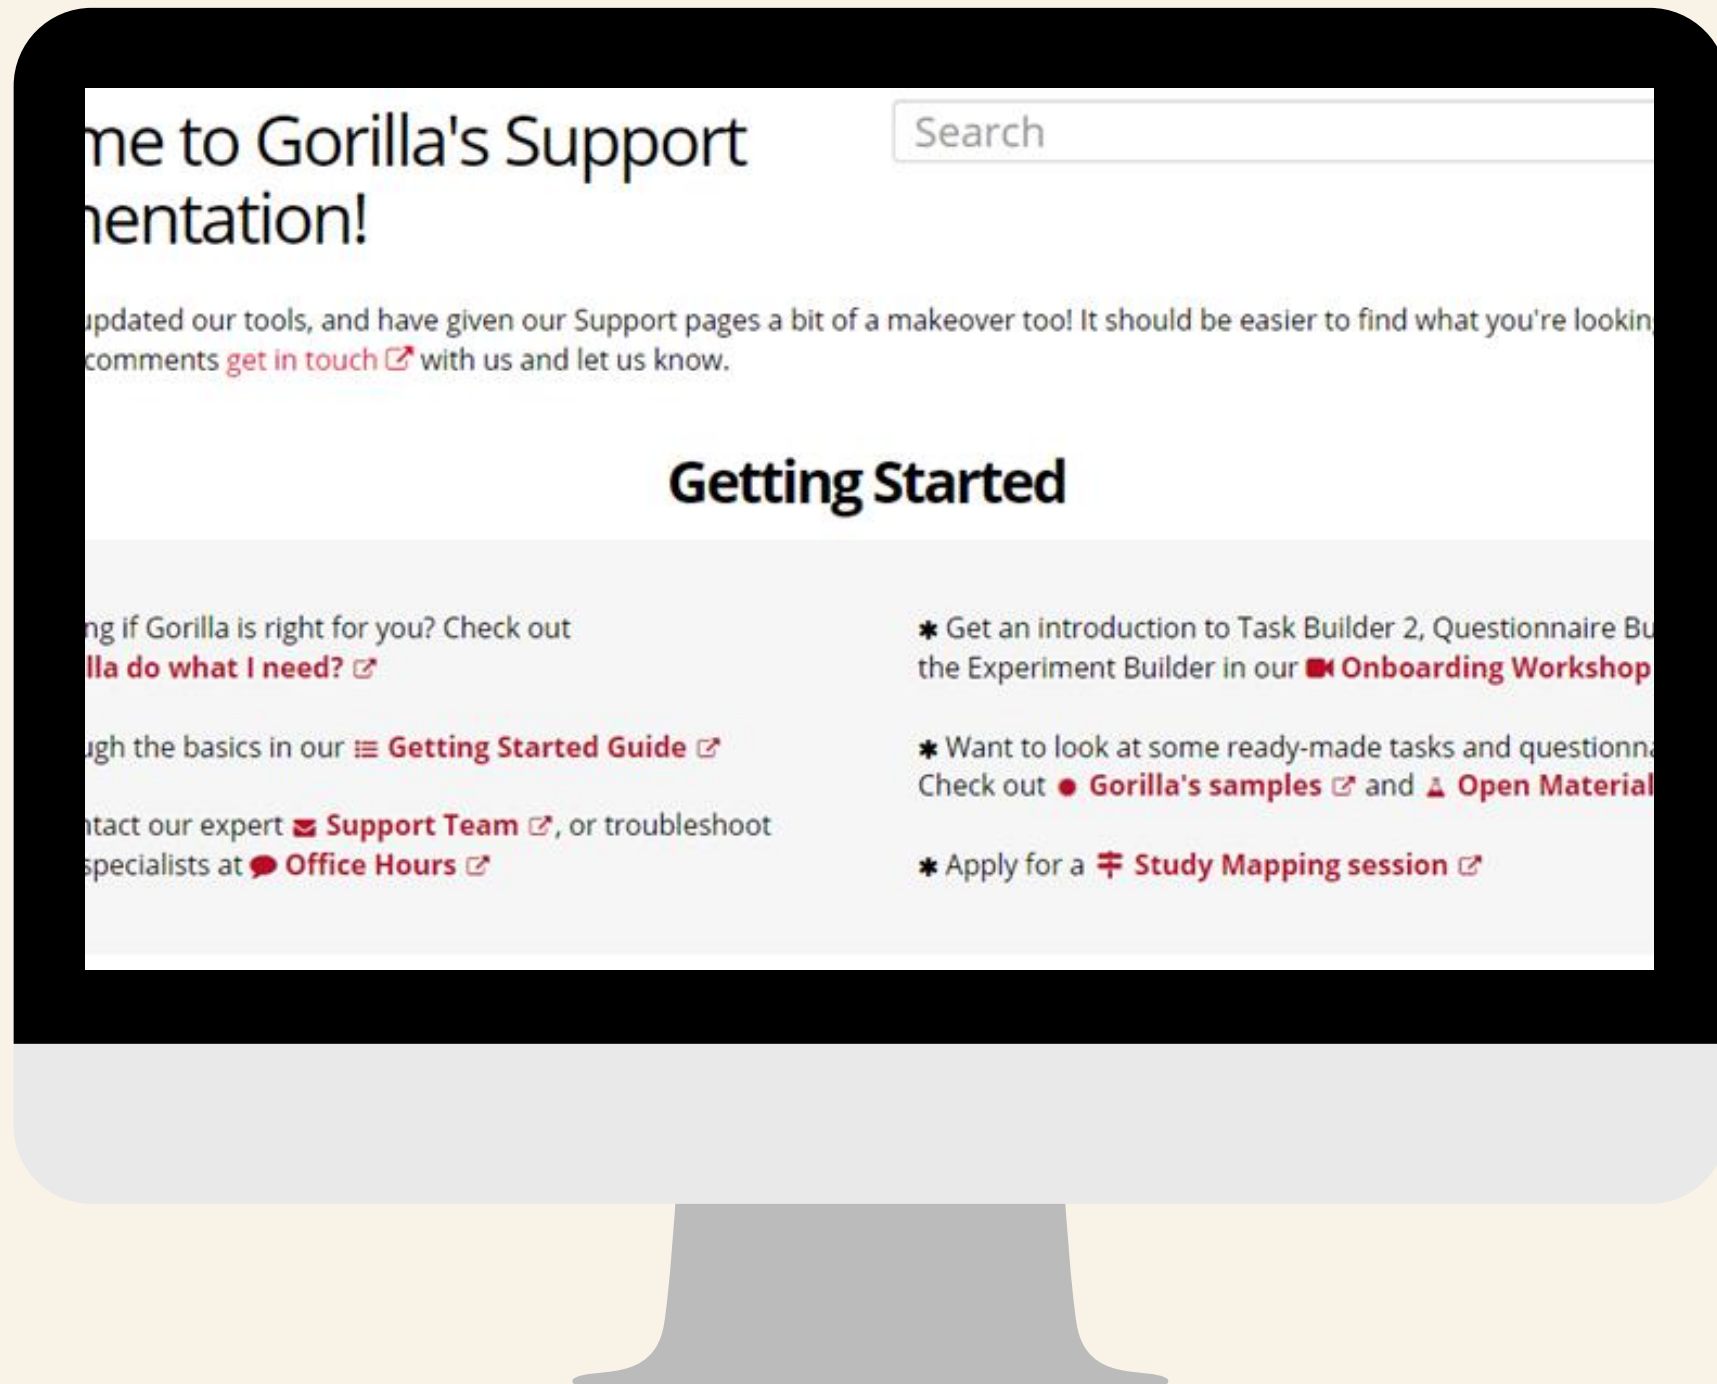 me to Gorilla's Support
Search
nentation!
updated our tools, and have given our Support pages a bit of a makeover too! It should be easier to find what you're lookin
comments get in touch with us and let us know.
Getting Started
ng if Gorilla is right for you? Check out
lla do what I need?
ugh the basics in our Getting Started Guide
ntact our expert Support Team, or troubleshoot
specialists at Office Hours
✱ Get an introduction to Task Builder 2, Questionnaire Bu
the Experiment Builder in our Onboarding Workshop
✱ Want to look at some ready-made tasks and questionna
Check out Gorilla's samples and Open Material
✱ Apply for a Study Mapping session